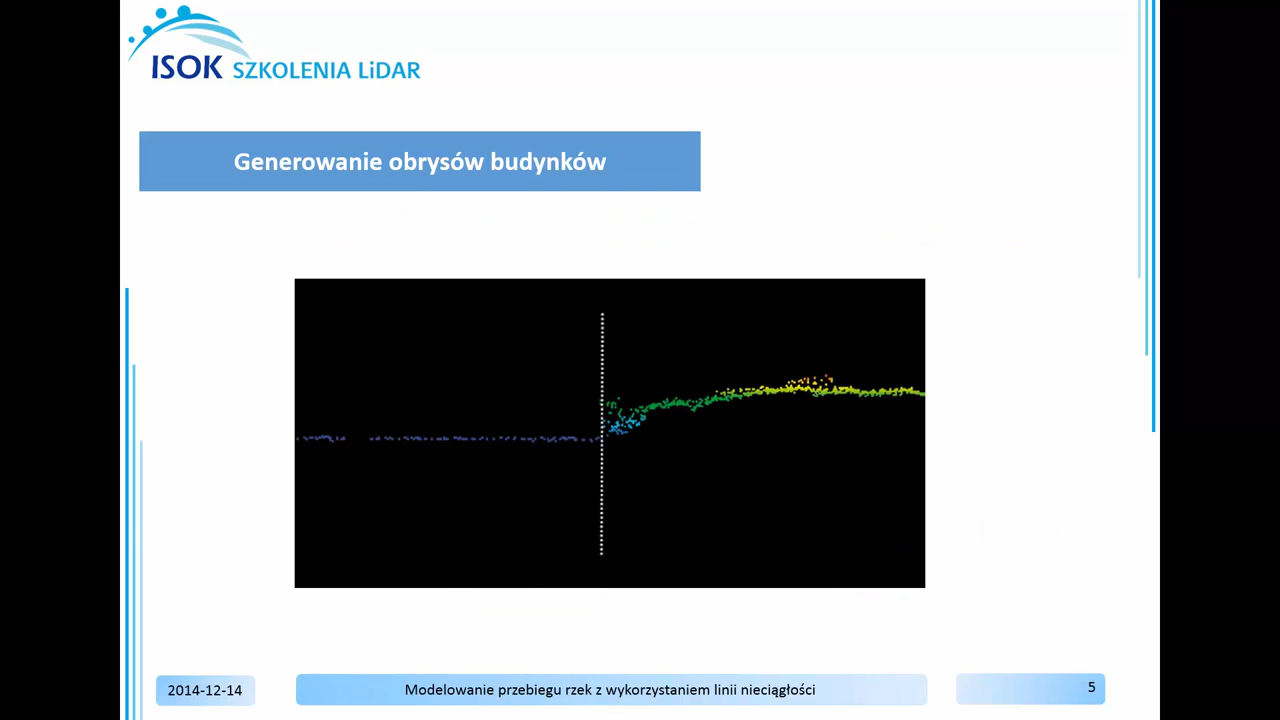 ISOK SZKOLENIA LiDAR
Generowanie obrysów budynków
2014-12-14
Modelowanie przebiegu rzek z wykorzystaniem linii nieciągłości
5